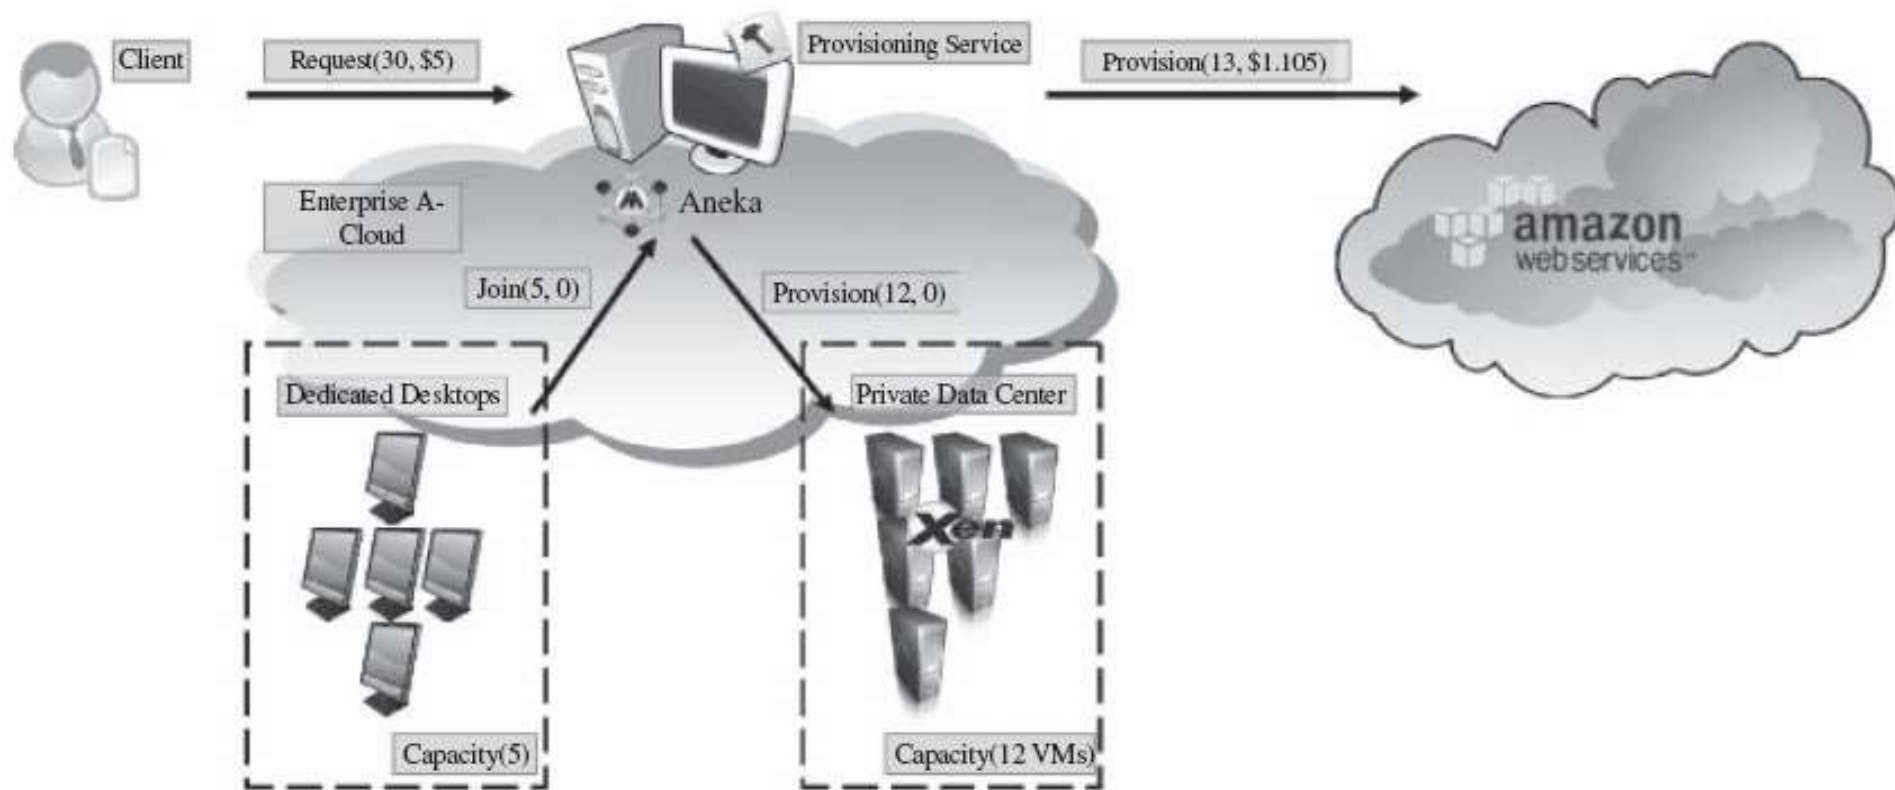 Client
Request(30, $5)
Provisioning Service
Provision(13, $1.105)
Enterprise A-
Cloud
Aneka
amazon
webservices™
Join(5, 0)
Provision(12, 0)
Dedicated Desktops
Private Data Center
Xen
Capacity(5)
Capacity(12 VMs)